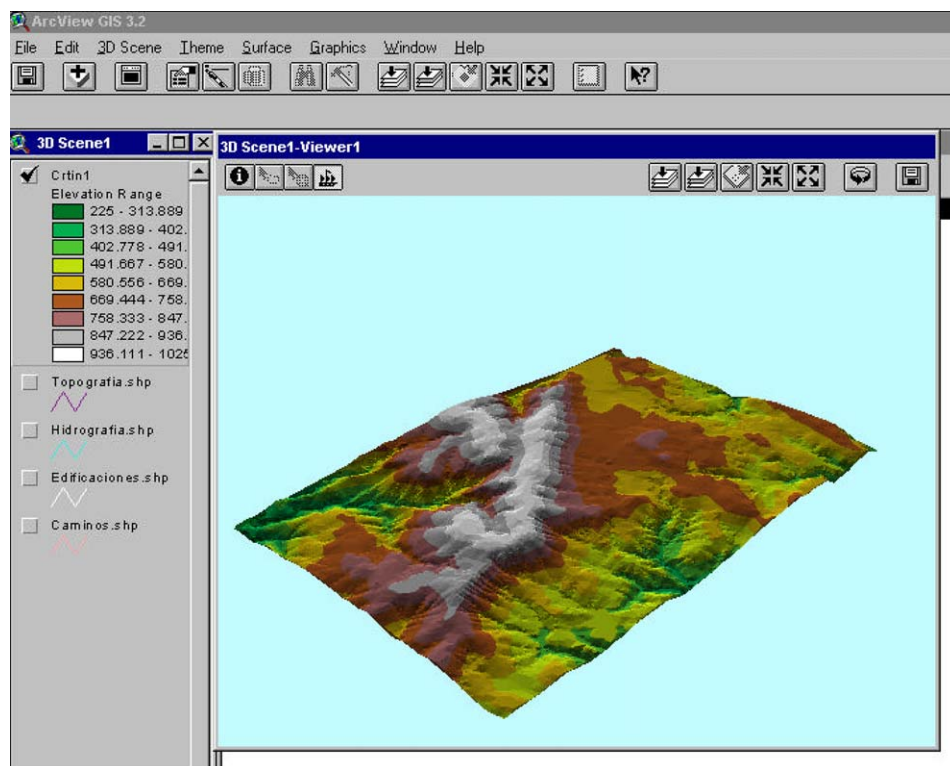 ArcView GIS 3.2
File Edit 3D Scene Theme Surface Graphics Window Help
3D Scene1
3D Scene1-Viewer1
Crtin1
Elevation Range
225 - 313.889
313.889 - 402.
402.778 - 491.
491.667 - 580.
580.556 - 669.
669.444 - 758.
758.333 - 847.
847.222 - 936.
936.111 - 1025
Topografia.shp
Hidrografia.shp
Edificaciones.shp
Caminos.shp